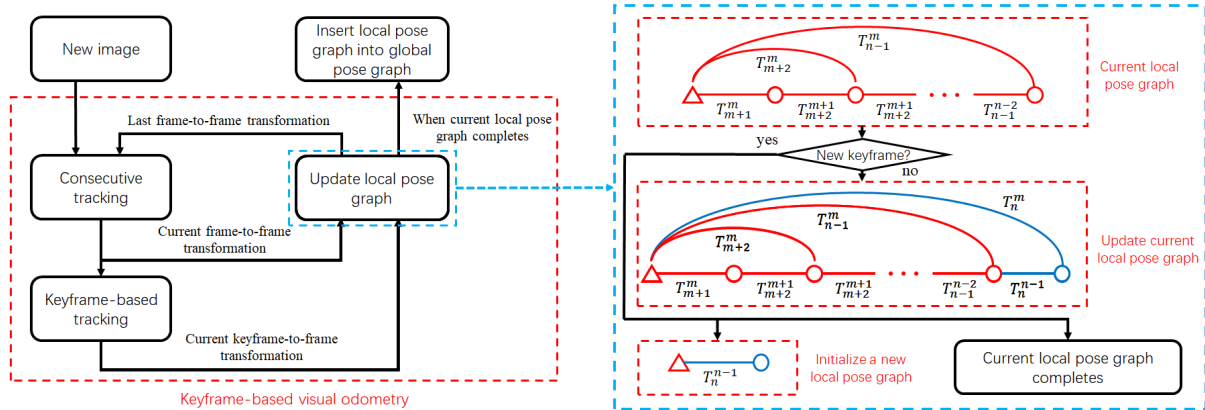 New image
Insert local pose
graph into global
pose graph
Last frame-to-frame transformation
When current local pose
graph completes
Consecutive
tracking
Update local pose
graph
Current frame-to-frame
transformation
Keyframe-based
tracking
Current keyframe-to-frame
transformation
Keyframe-based visual odometry
T^m_{n-1}
T^m_{m+2}
T^m_{m+1} T^{m+1}_{m+2} T^{m+1}_{m+2} ··· T^{n-2}_{n-1}
Current local
pose graph
yes
New keyframe?
no
T^m_n
T^m_{n-1}
T^m_{m+2}
T^m_{m+1} T^{m+1}_{m+2} T^{m+1}_{m+2} ··· T^{n-2}_{n-1} T^{n-1}_n
Update current
local pose graph
T^{n-1}_n
Initialize a new
local pose graph
Current local pose graph
completes